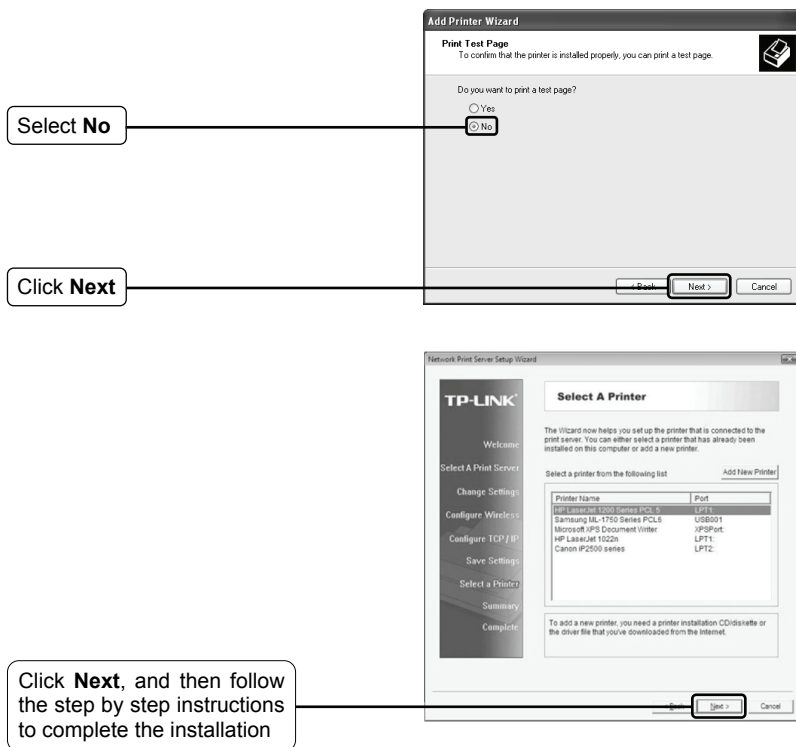 Add Printer Wizard
Print Test Page
To confirm that the printer is installed properly, you can print a test page.
Do you want to print a test page?
Yes
No
Select No
Click Next
< Back
Next >
Cancel
Network Print Server Setup Wizard
TP-LINK
Welcome
Select A Print Server
Change Settings
Configure Wireless
Configure TCP / IP
Save Settings
Select a Printer
Summary
Complete
Select A Printer
The Wizard now helps you set up the printer that is connected to the
print server. You can either select a printer that has already been
installed on this computer or add a new printer.
Select a printer from the following list
Add New Printer
Printer Name Port
HP LaserJet 1200 Series PCL 5 LPT1:
Samsung ML-1750 Series PCL6 USB001
Microsoft XPS Document Writer XPSPort:
HP LaserJet 1022n LPT1:
Canon iP2500 series LPT2:
To add a new printer, you need a printer installation CD/diskette or
the driver file that you've downloaded from the Internet.
Click Next, and then follow
the step by step instructions
to complete the installation
Next >
Cancel